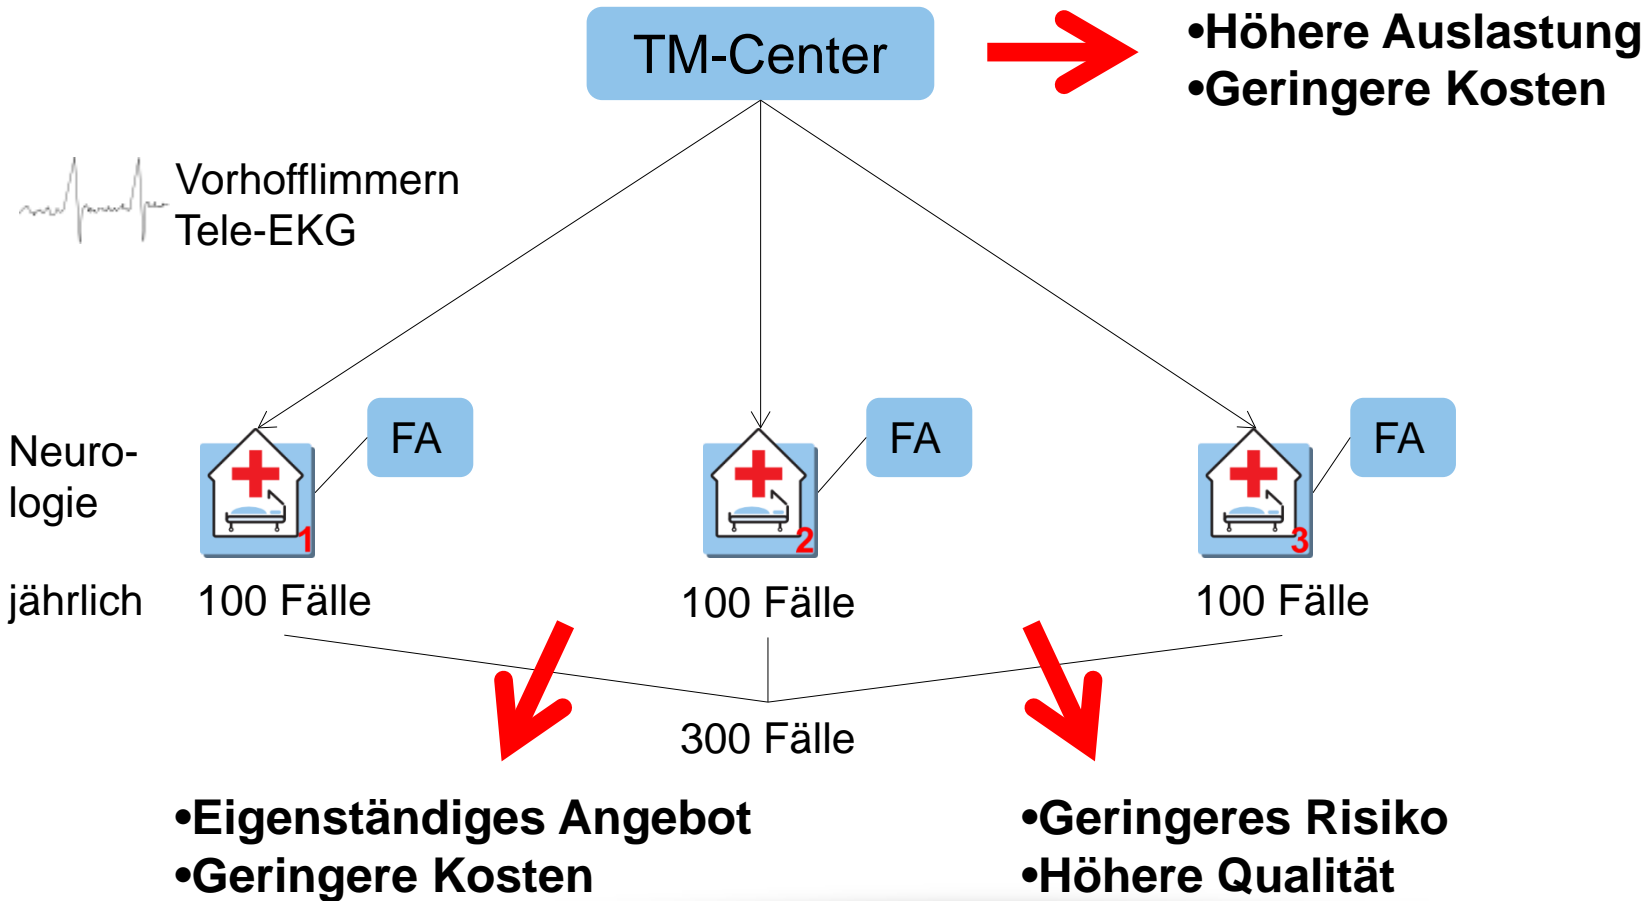 TM-Center
•Höhere Auslastung
•Geringere Kosten
Vorhofflimmern
Tele-EKG
Neuro-
logie
FA
FA
FA
1
2
3
jährlich
100 Fälle
100 Fälle
100 Fälle
300 Fälle
•Eigenständiges Angebot
•Geringere Kosten
•Geringeres Risiko
•Höhere Qualität